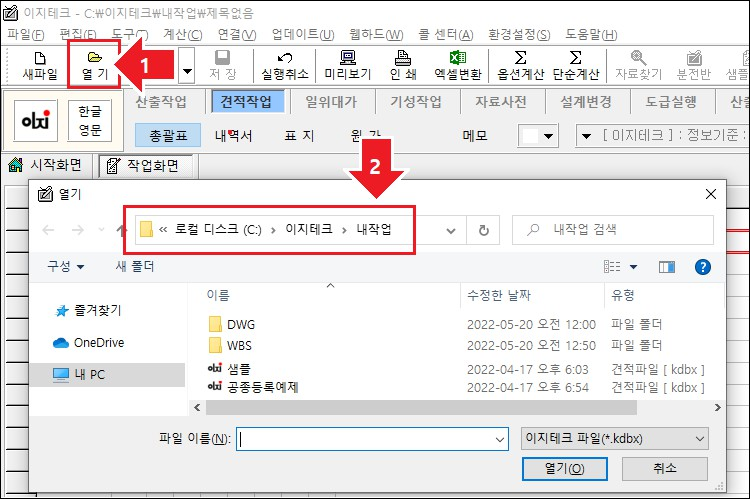 이지테크 - C:₩이지테크₩내작업₩제목없음
파일(F) 편집(E) 도구(T) 계산(C) 연결(V) 업데이트(U) 웹하드(W) 콜 센터(A) 환경설정(S) 도움말(H)
새파일 열 기 1 저 장 실행취소 미리보기 인 쇄 엑셀변환 옵션계산 단순계산 자료찾기 분전반 샘플
이지 한글 영문 산출작업 견적작업 일위대가 기성작업 자료사전 설계변경 도급실행
총괄표 내역서 표 지 원 가 메모 [ 이지테크 ] : 정보기준 :
시작화면 작업화면 2
열기
« 로컬 디스크 (C:) › 이지테크 › 내작업 내작업 검색
구성 새 폴더
이름 수정한 날짜 유형
즐겨찾기
OneDrive
내 PC
DWG 2022-05-20 오전 12:00 파일 폴더
WBS 2022-05-20 오전 12:50 파일 폴더
샘플 2022-04-17 오후 6:03 견적파일 [ kdbx ]
공종등록예제 2022-04-17 오후 6:54 견적파일 [ kdbx ]
파일 이름(N): 이지테크 파일(*.kdbx)
열기(O) 취소